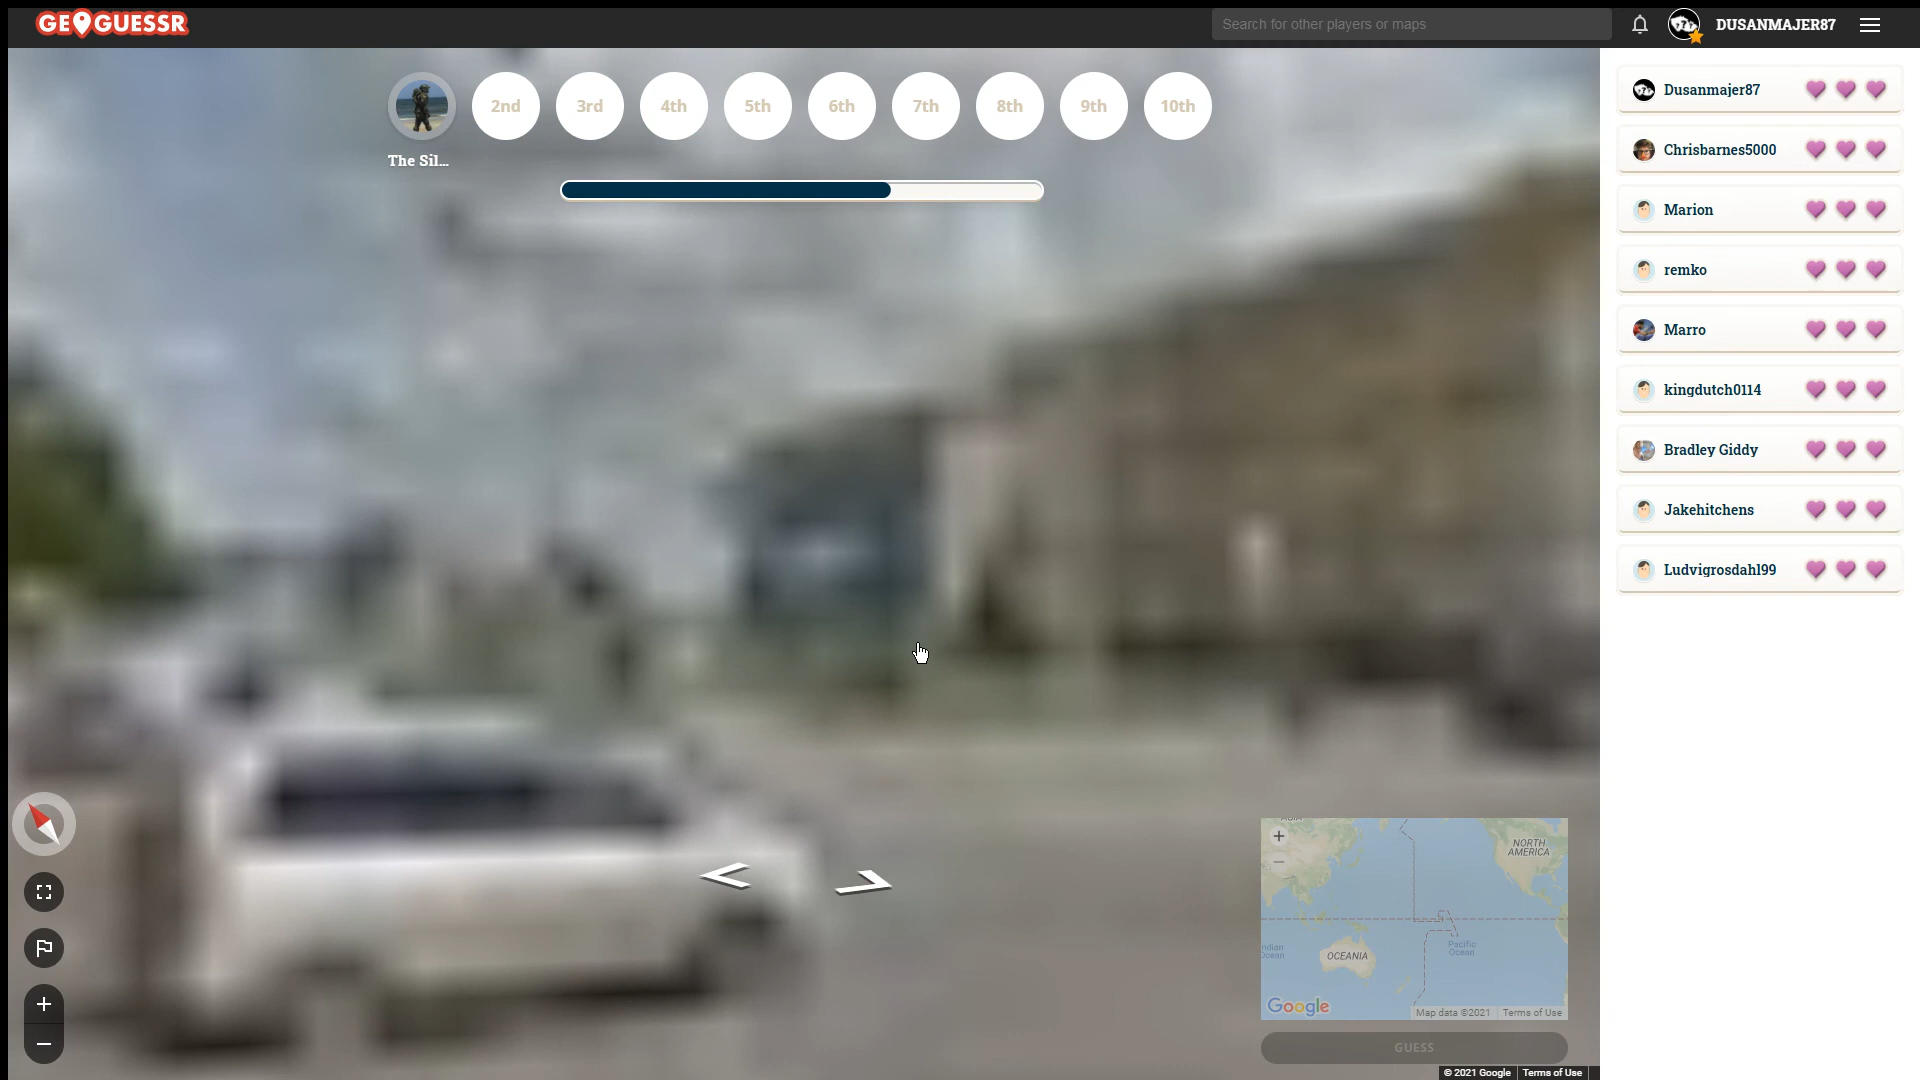 GEOGUESSR
Search for other players or maps
DUSANMAJER87
2nd
3rd
4th
5th
6th
7th
8th
9th
10th
The Sil...
Dusanmajer87
Chrisbarnes5000
Marion
remko
Marro
kingdutch0114
Bradley Giddy
Jakehitchens
Ludvigrosdahl99
NORTH
AMERICA
Pacific
Ocean
OCEANIA
Google
Map data ©2021
Terms of Use
GUESS
© 2021 Google
Terms of Use